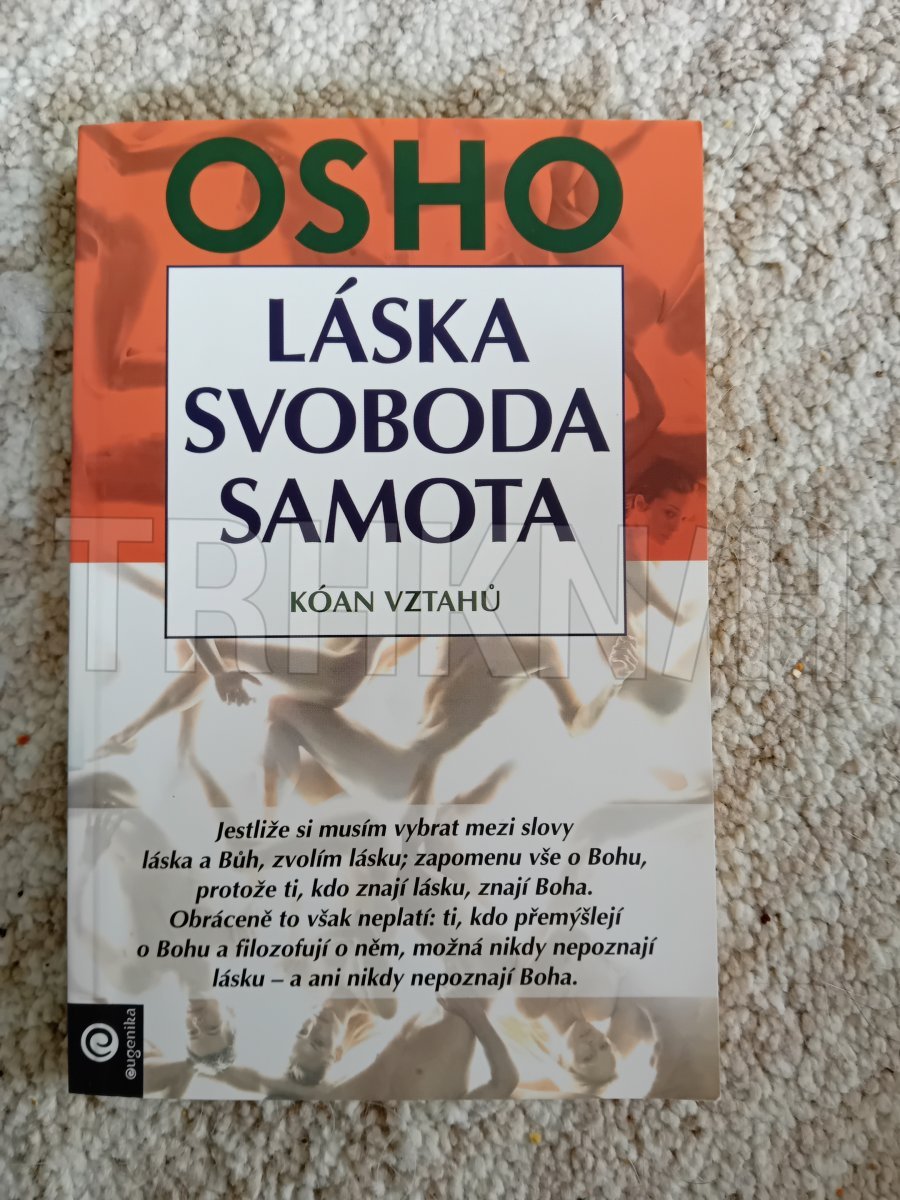 OSHO
LÁSKA
SVOBODA
SAMOTA
KÓAN VZTAHŮ
TRHKNIH
Jestliže si musím vybrat mezi slovy
láska a Bůh, zvolím lásku; zapomenu vše o Bohu,
protože ti, kdo znají lásku, znají Boha.
Obráceně to však neplatí: ti, kdo přemýšlejí
o Bohu a filozofují o něm, možná nikdy nepoznají
lásku – a ani nikdy nepoznají Boha.
eugenika